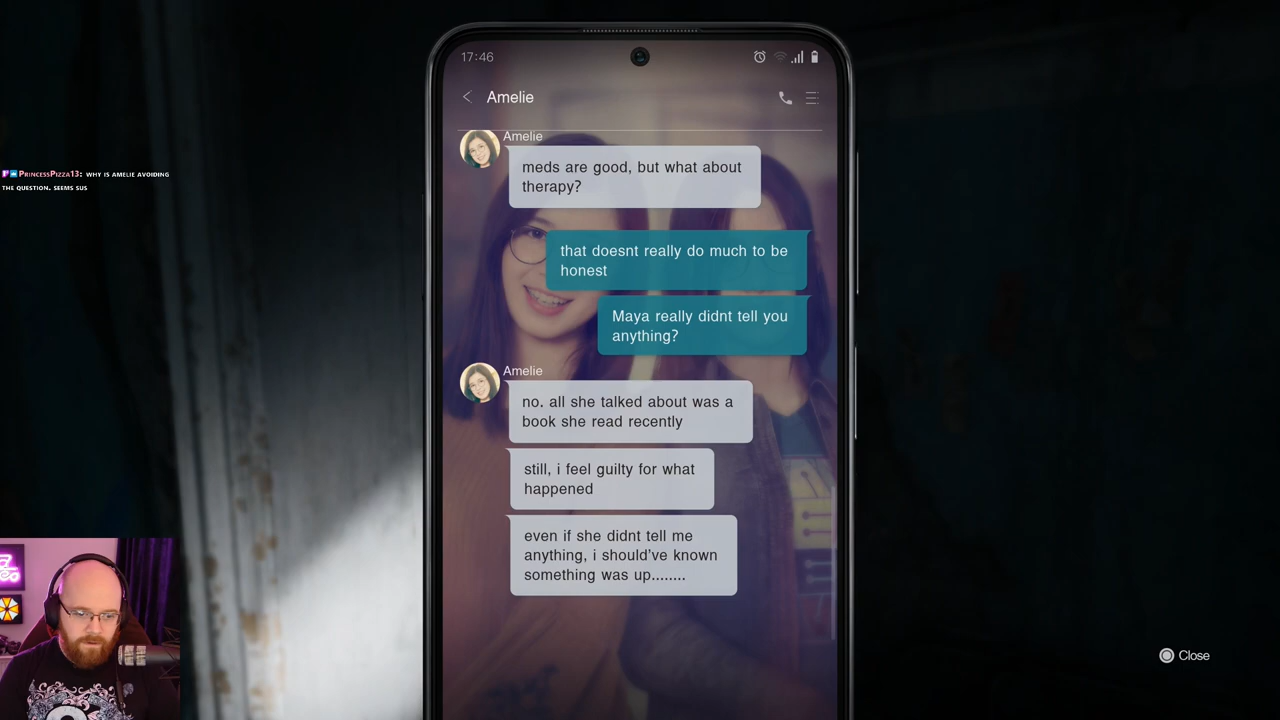 17:46
Amelie
Amelie
meds are good, but what about
therapy?
that doesnt really do much to be
honest
Maya really didnt tell you
anything?
Amelie
no. all she talked about was a
book she read recently
still, i feel guilty for what
happened
even if she didnt tell me
anything, i should've known
something was up........
PrincessPizza13: WHY IS AMELIE AVOIDING
THE QUESTION. SEEMS SUS
Close